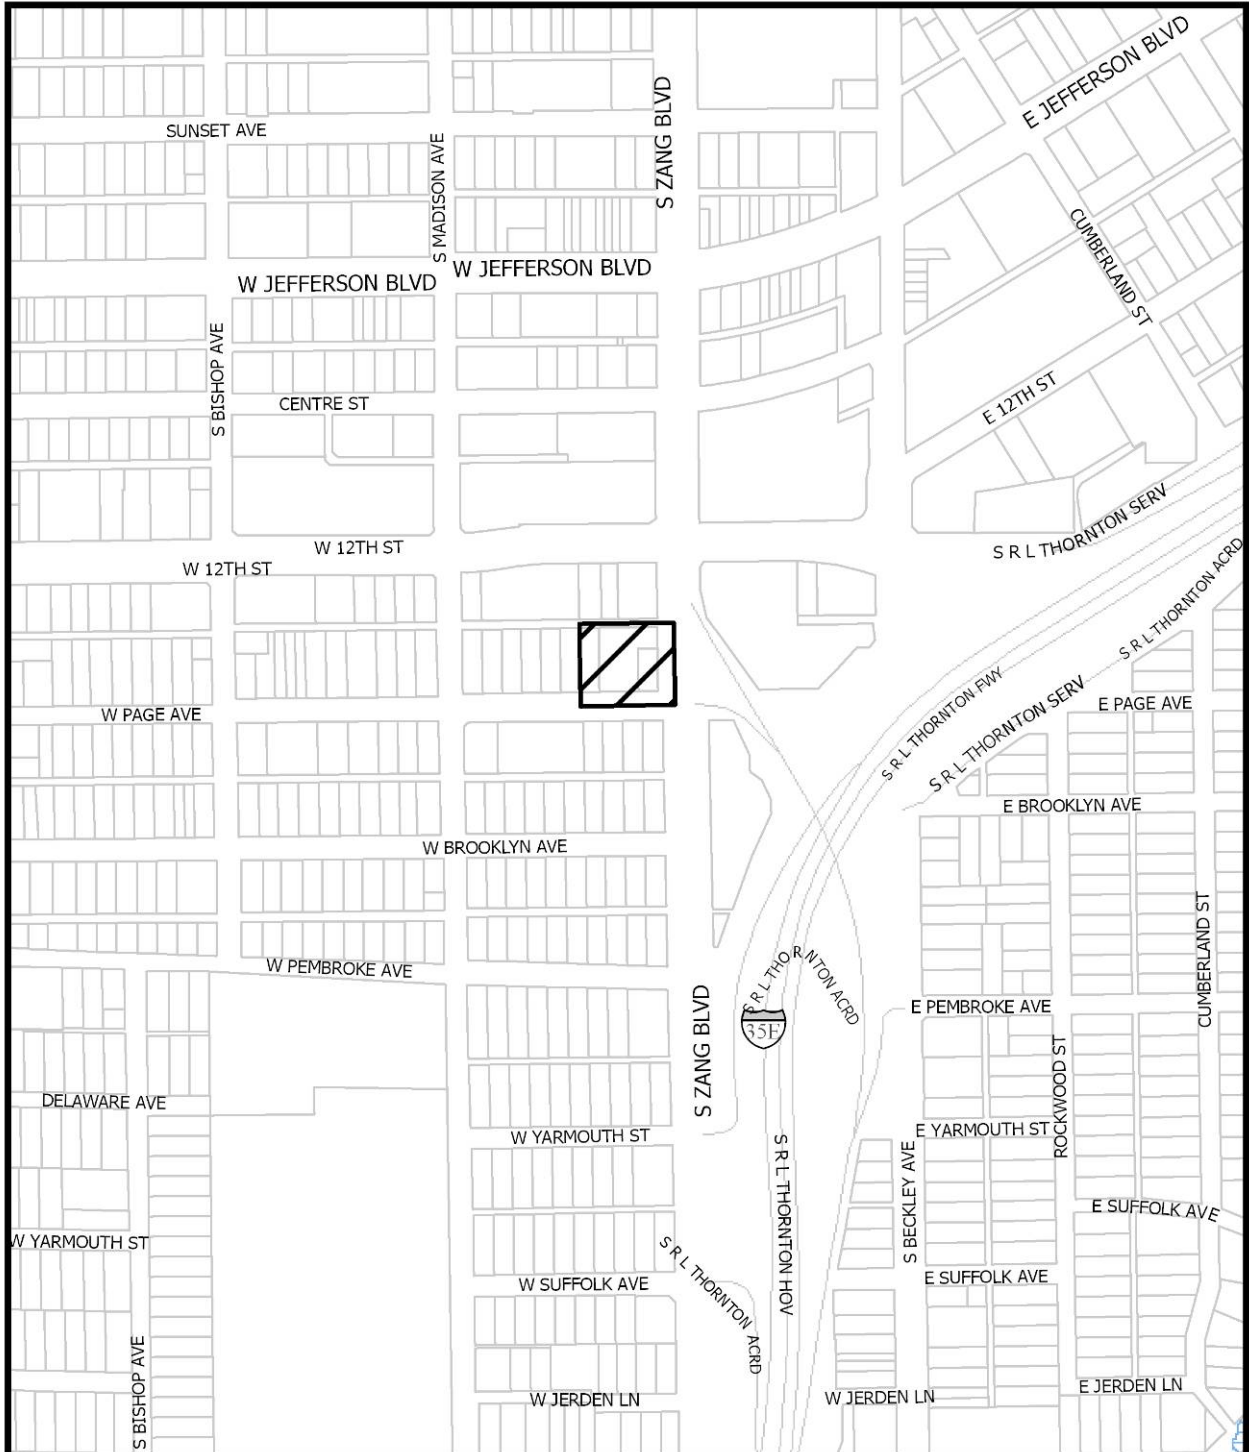 E JEFFERSON BLVD
SUNSET AVE
S ZANG BLVD
S MADISON AVE
CUMBERLAND ST
W JEFFERSON BLVD
W JEFFERSON BLVD
S BISHOP AVE
CENTRE ST
E 12TH ST
W 12TH ST
S R L THORNTON SERV
W 12TH ST
S R L THORNTON ACRD
W PAGE AVE
S R L THORNTON FWY
S R L THORNTON SERV
E PAGE AVE
E BROOKLYN AVE
W BROOKLYN AVE
CUMBERLAND ST
W PEMBROKE AVE
S R L THORNTON ACRD
E PEMBROKE AVE
35E
S ZANG BLVD
ROCKWOOD ST
DELAWARE AVE
W YARMOUTH ST
E YARMOUTH ST
S R L THORNTON HOV
S BECKLEY AVE
E SUFFOLK AVE
W YARMOUTH ST
S R L THORNTON ACRD
W SUFFOLK AVE
E SUFFOLK AVE
S BISHOP AVE
W JERDEN LN
W JERDEN LN
E JERDEN LN